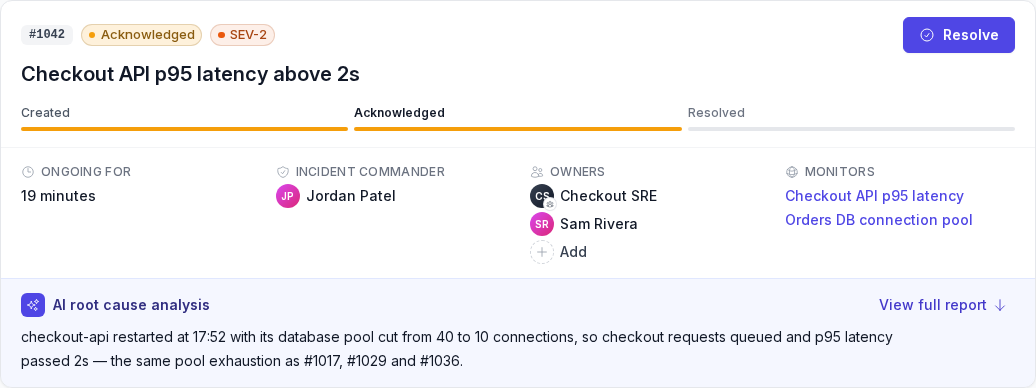 #1042
Acknowledged
SEV-2
Resolve
Checkout API p95 latency above 2s
Created
Acknowledged
Resolved
ONGOING FOR
19 minutes
INCIDENT COMMANDER
JP Jordan Patel
OWNERS
CS Checkout SRE
SR Sam Rivera
Add
MONITORS
Checkout API p95 latency
Orders DB connection pool
AI root cause analysis
View full report
checkout-api restarted at 17:52 with its database pool cut from 40 to 10 connections, so checkout requests queued and p95 latency
passed 2s — the same pool exhaustion as #1017, #1029 and #1036.